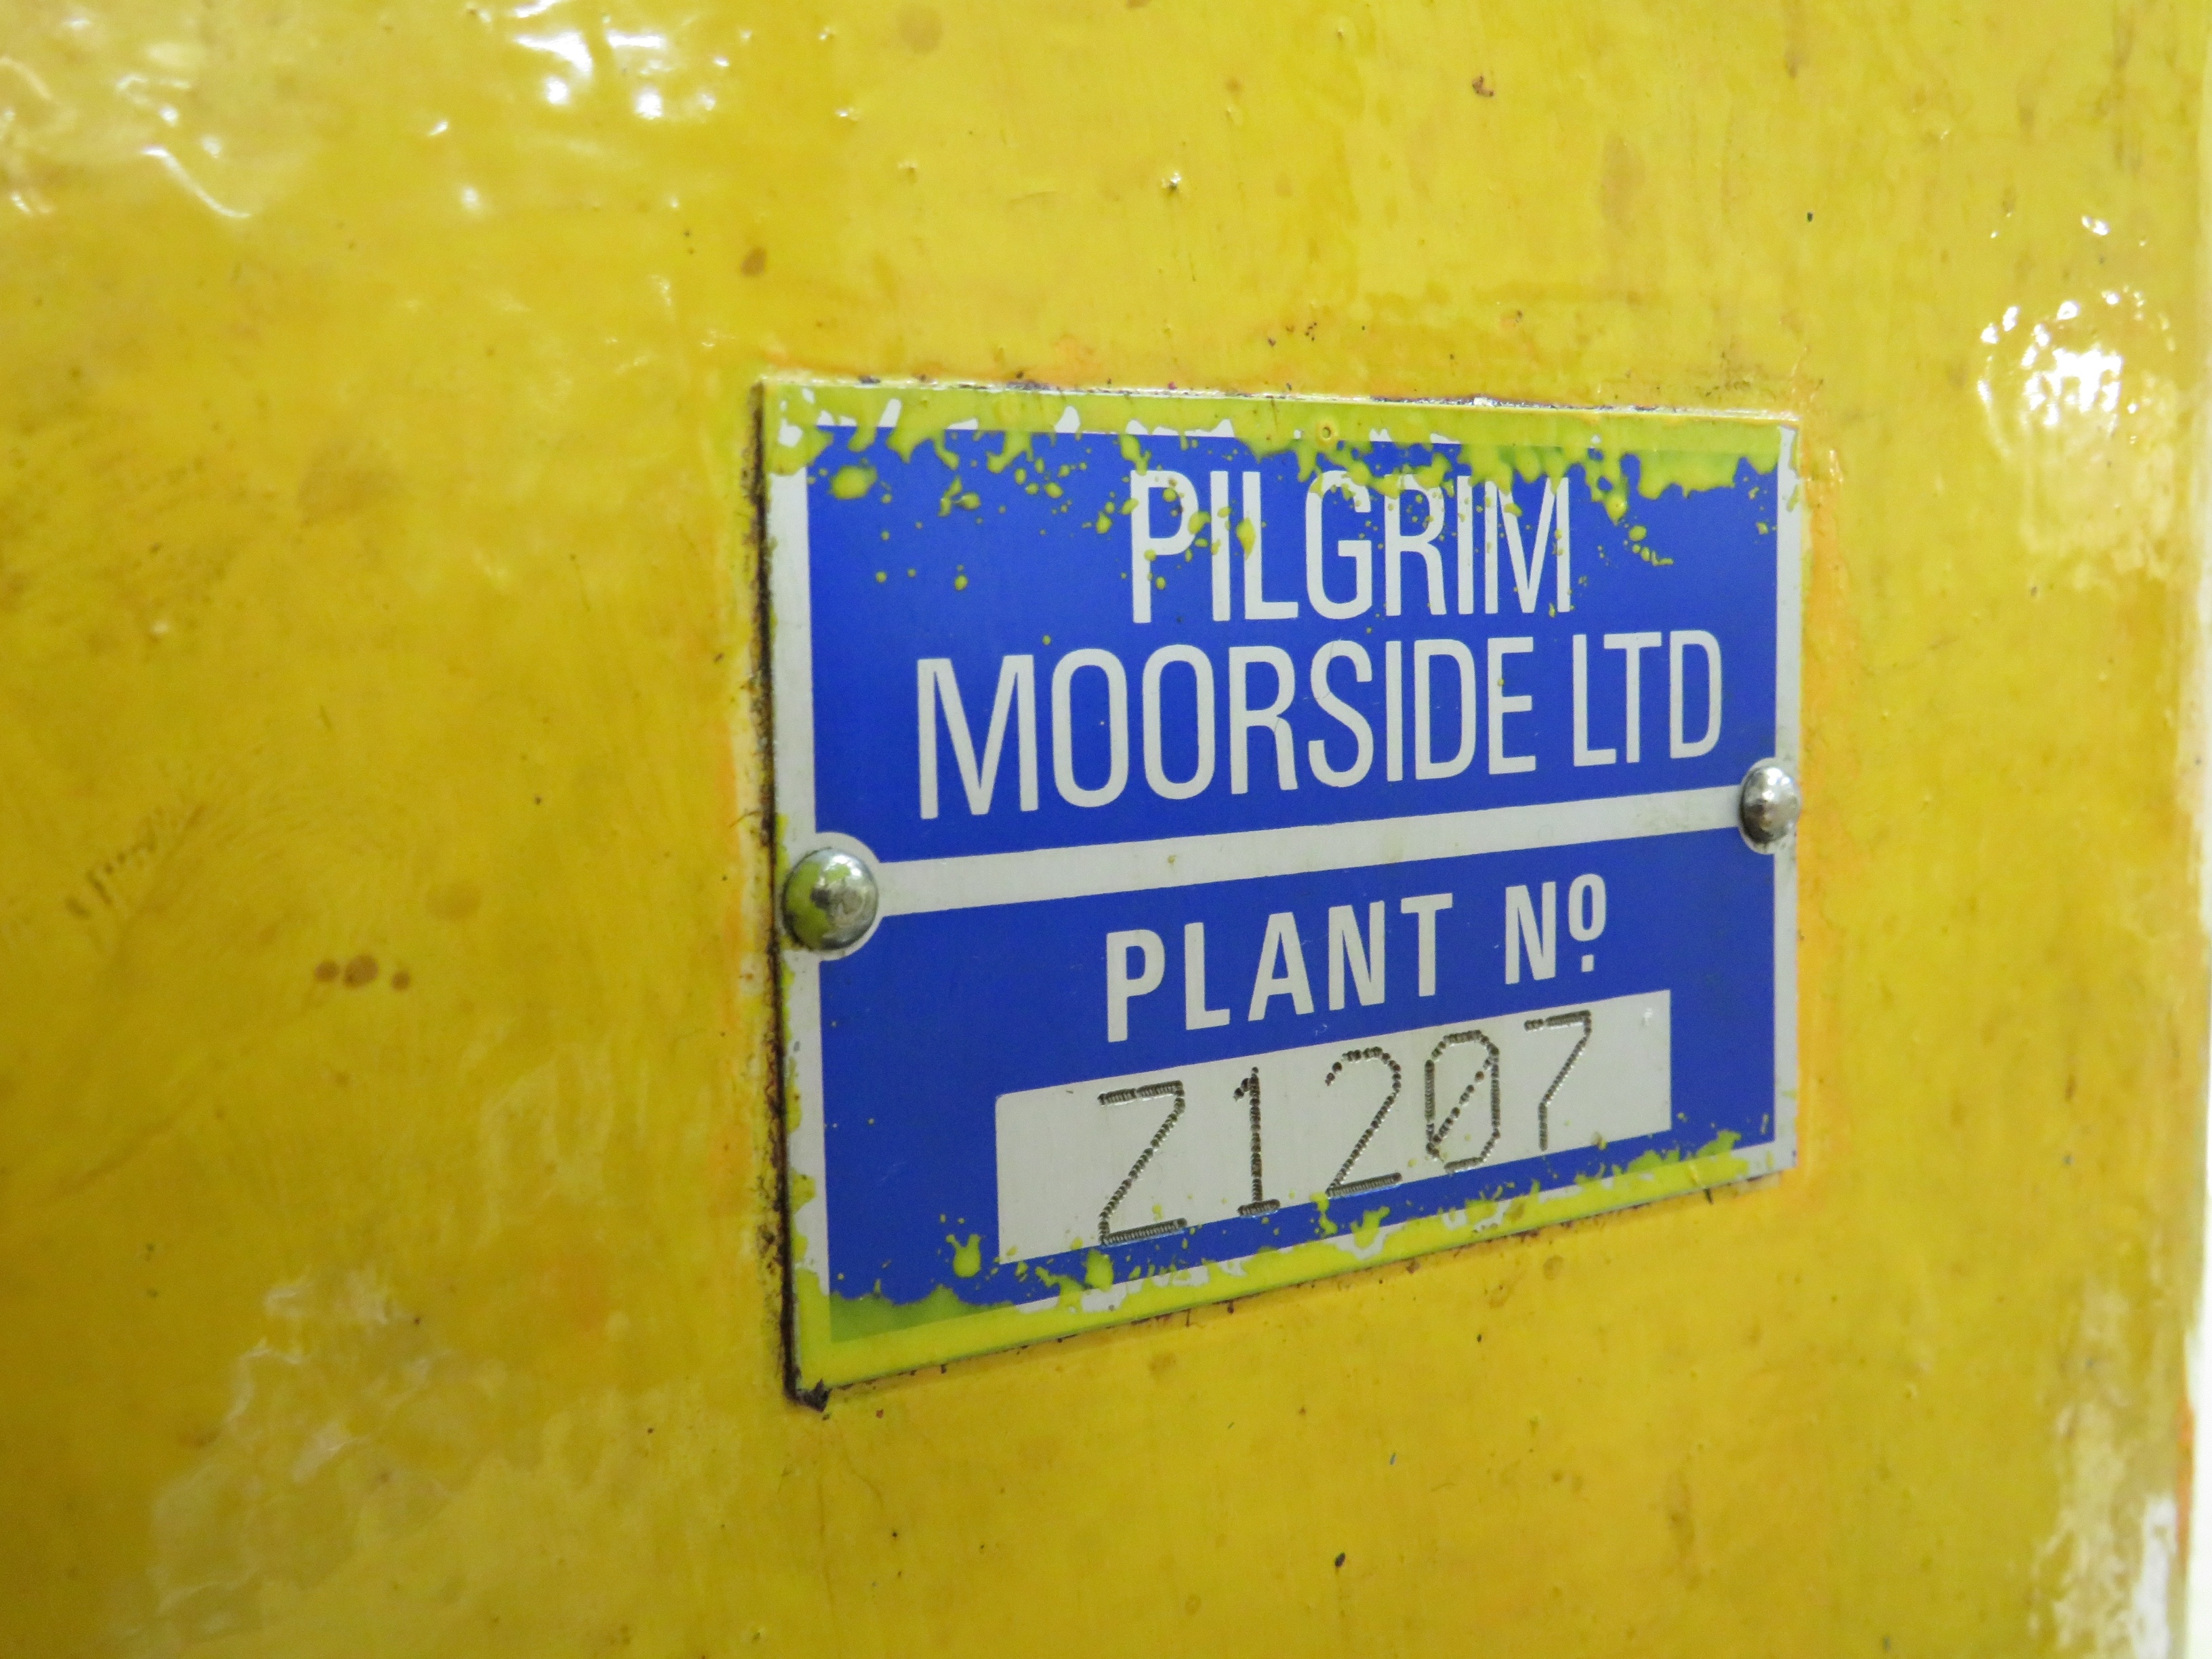 PILGRIM
MOORSIDE LTD
PLANT Nº
Z1207